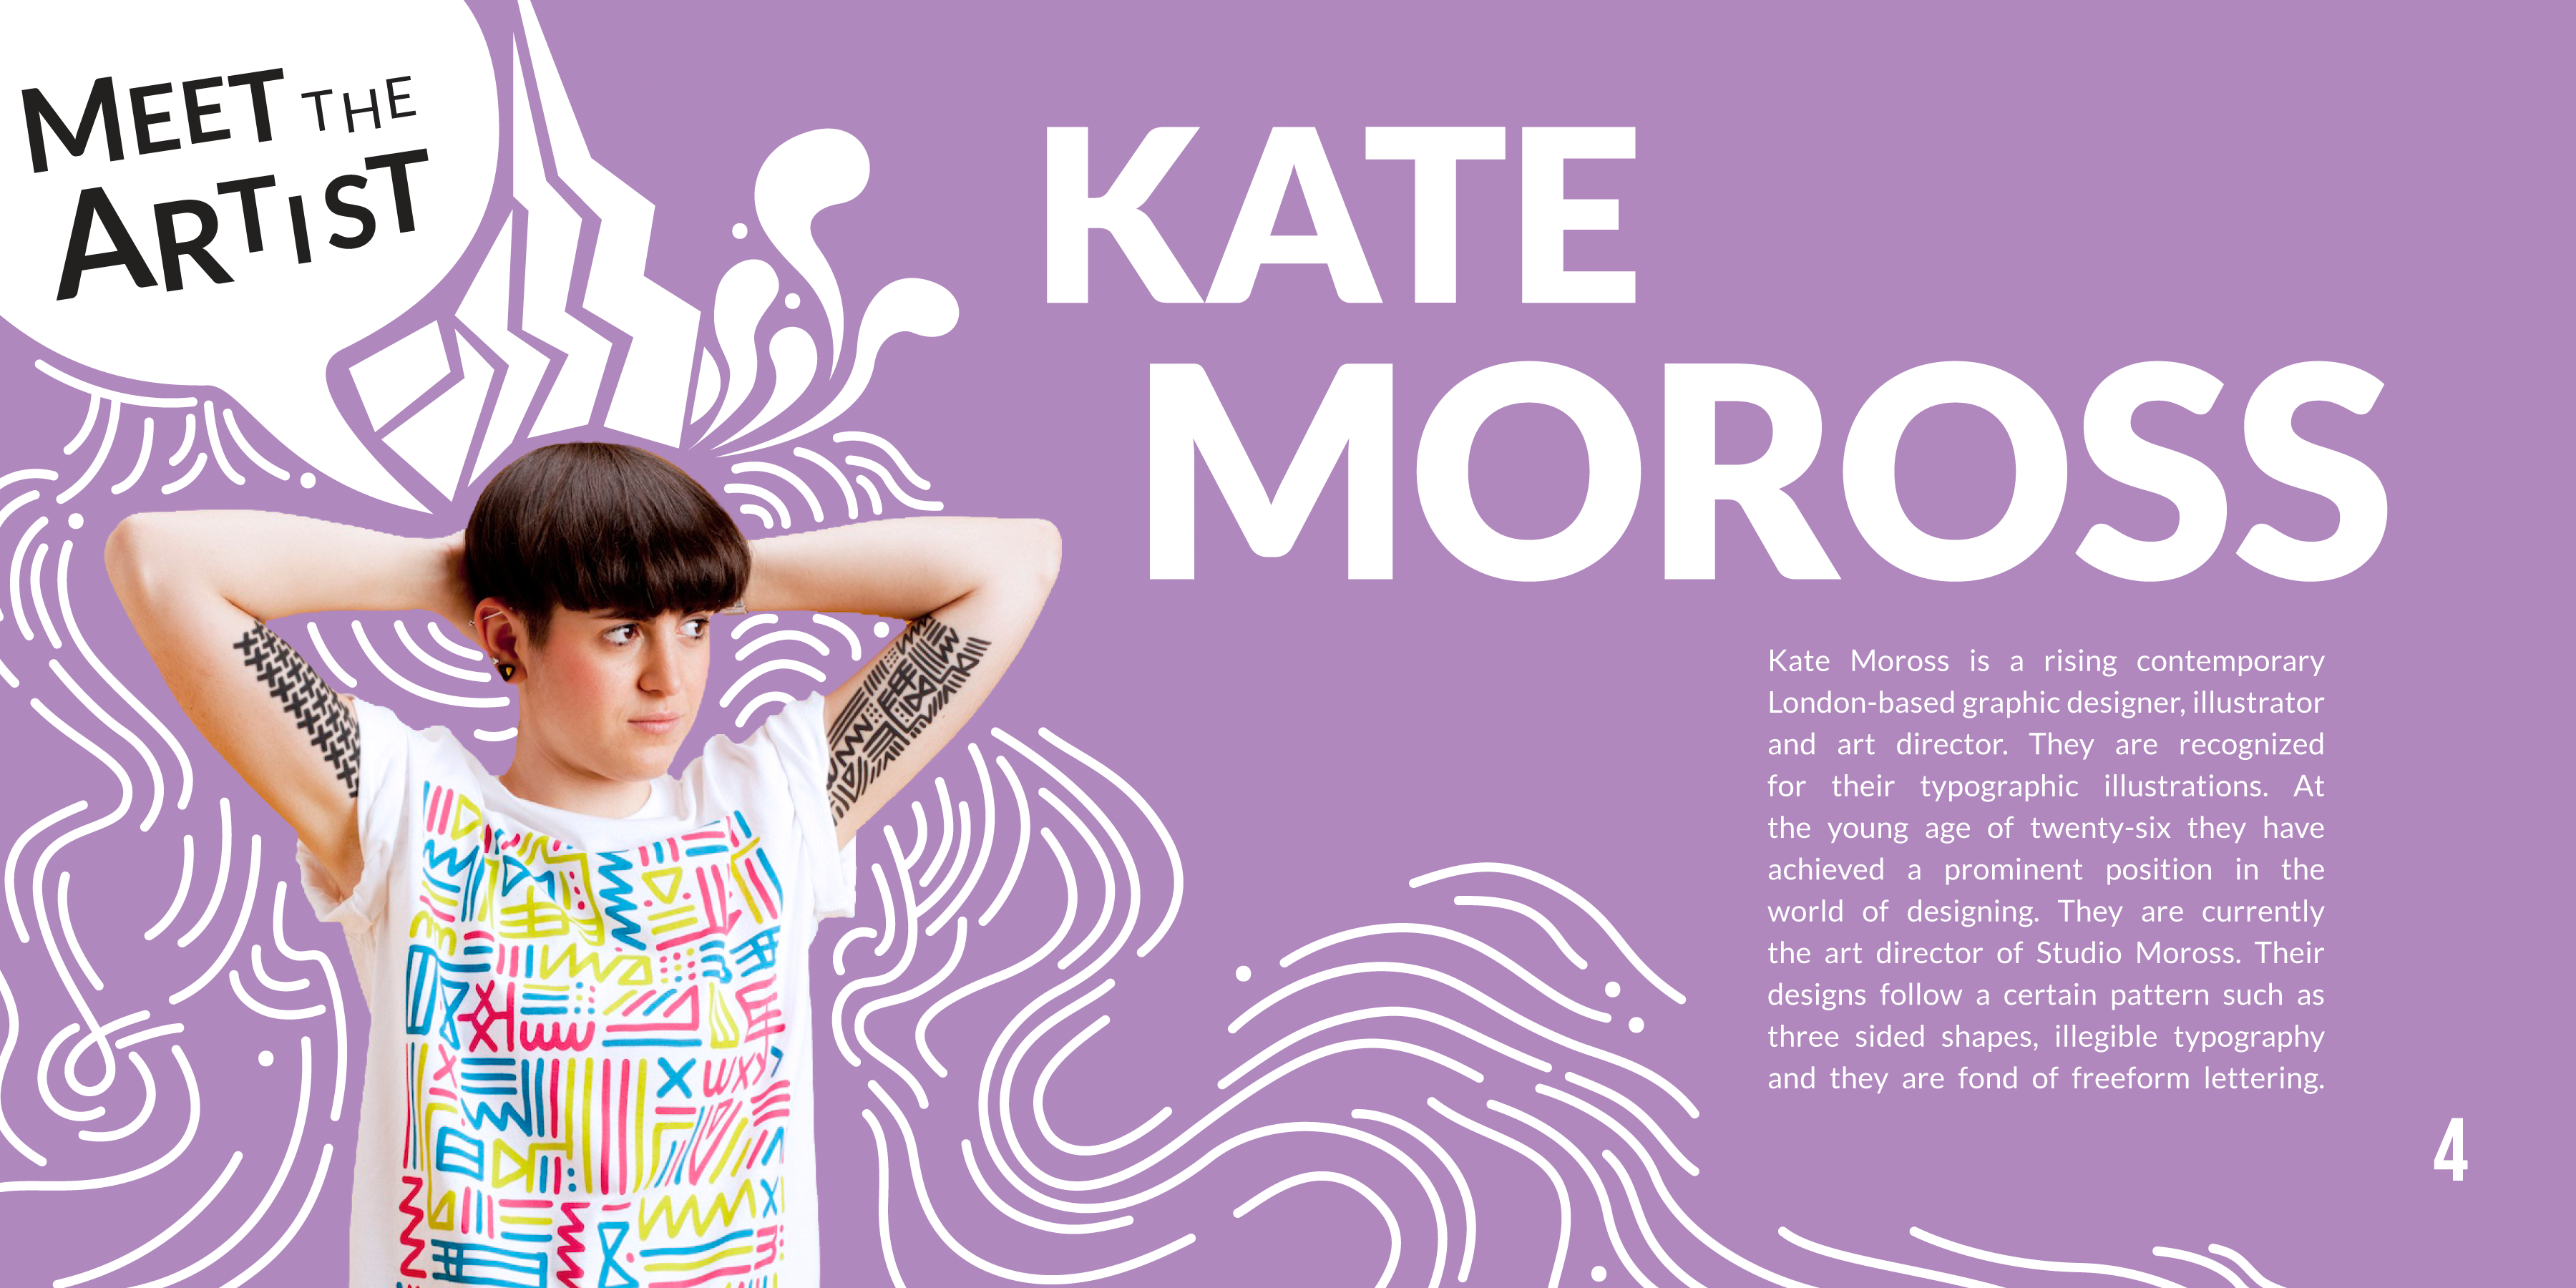 MEET THE
ARTIST
KATE
MOROSS
Kate Moross is a rising contemporary
London-based graphic designer, illustrator
and art director. They are recognized
for their typographic illustrations. At
the young age of twenty-six they have
achieved a prominent position in the
world of designing. They are currently
the art director of Studio Moross. Their
designs follow a certain pattern such as
three sided shapes, illegible typography
and they are fond of freeform lettering.
4